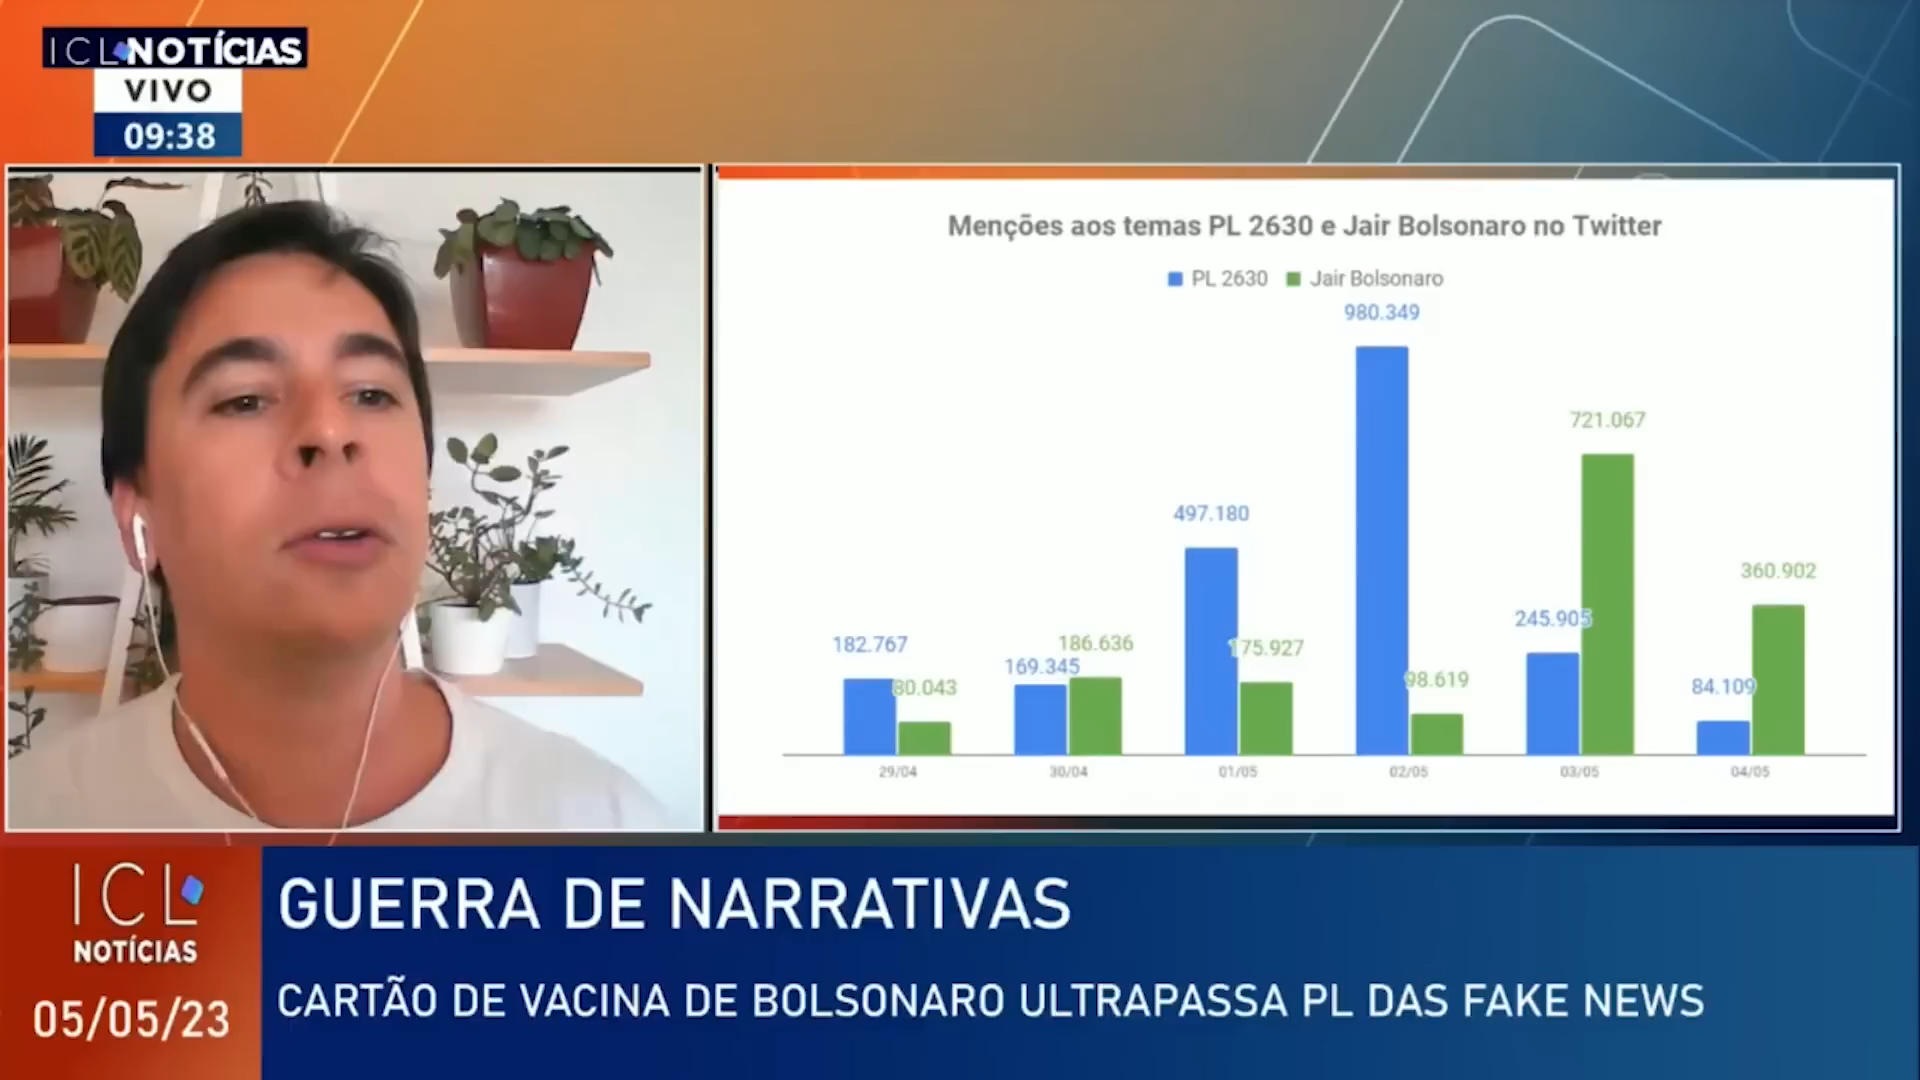 ICL NOTÍCIAS
VIVO
09:38
Menções aos temas PL 2630 e Jair Bolsonaro no Twitter
PL 2630 Jair Bolsonaro
980.349
721.067
497.180
360.902
245.905
182.767
186.636
175.927
169.345
80.043
98.619
84.109
29/04 30/04 01/05 02/05 03/05 04/05
ICL
NOTÍCIAS
05/05/23
GUERRA DE NARRATIVAS
CARTÃO DE VACINA DE BOLSONARO ULTRAPASSA PL DAS FAKE NEWS